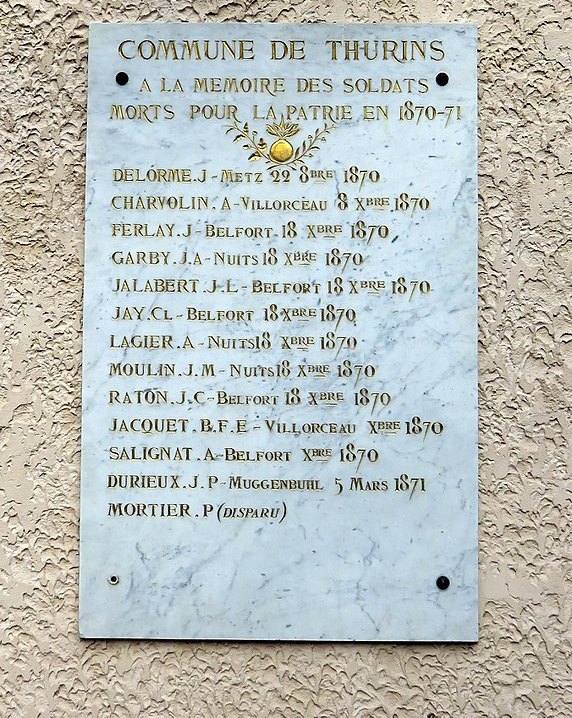 COMMUNE DE THURINS
A LA MEMOIRE DES SOLDATS
MORTS POUR LA PATRIE EN 1870-71
DELORME.J - METZ 22 8BRE 1870
CHARVOLIN.A - VILLORCEAU 8 XBRE 1870
FERLAY.J - BELFORT 18 XBRE 1870
GARBY.J.A - NUITS 18 XBRE 1870
JALABERT.J.L - BELFORT 18 XBRE 1870
JAY.CL - BELFORT 18 XBRE 1870
LAGIER.A - NUITS 18 XBRE 1870
MOULIN.J.M - NUITS 18 XBRE 1870
RATON.J.C - BELFORT 18 XBRE 1870
JACQUET.B.F.E - VILLORCEAU XBRE 1870
SALIGNAT.A - BELFORT XBRE 1870
DURIEUX.J.P - MUGGENBUHL 5 MARS 1871
MORTIER.P (DISPARU)